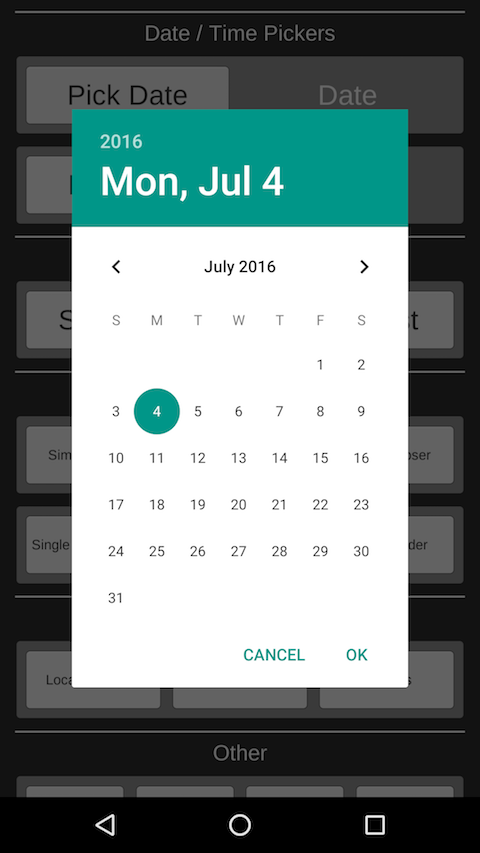 Date / Time Pickers
Pick Date Date
2016
Mon, Jul 4
July 2016
S M T W T F S
1 2
3 4 5 6 7 8 9
10 11 12 13 14 15 16
17 18 19 20 21 22 23
24 25 26 27 28 29 30
31
Single
CANCEL OK
Other